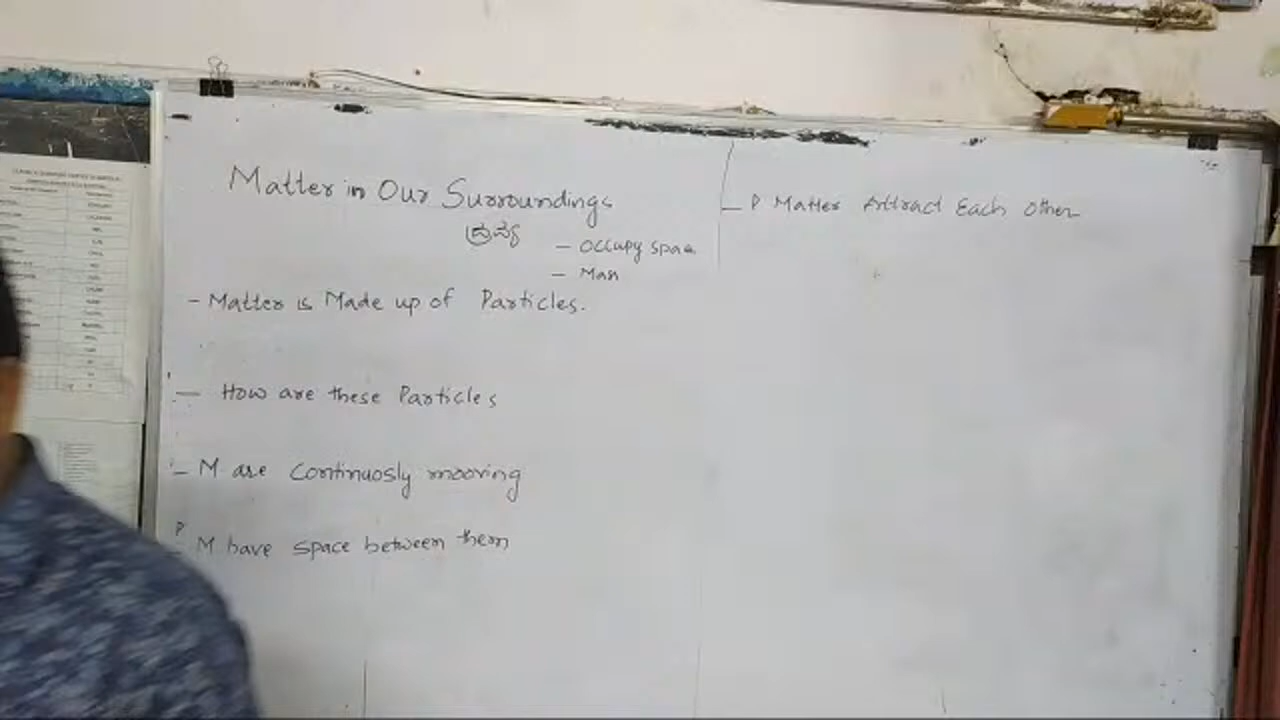 Matter in Our Surroundings
ದ್ರವ್ಯ
– Occupy space
– Mass
– Matter is Made up of Particles.
– How are these Particles
– M are Continuosly mooving
P
– M have space between them
– P Matter Attract Each other